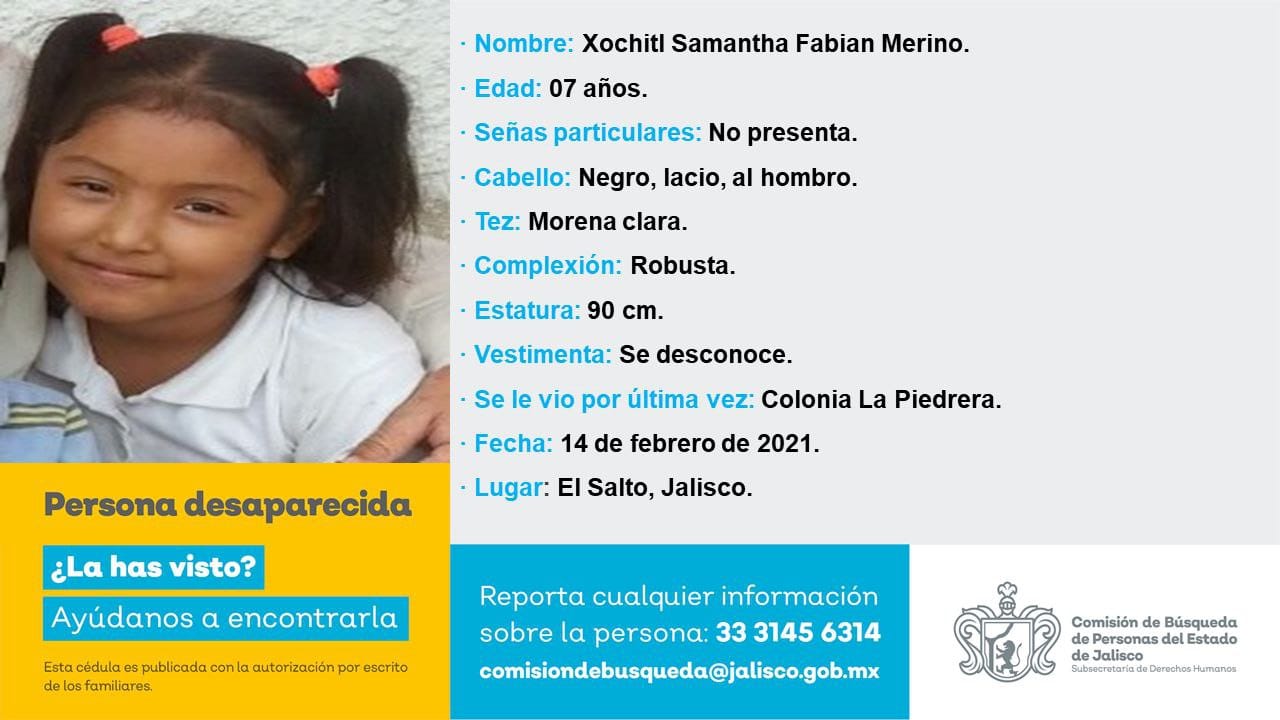 · Nombre: Xochitl Samantha Fabian Merino.
· Edad: 07 años.
· Señas particulares: No presenta.
· Cabello: Negro, lacio, al hombro.
· Tez: Morena clara.
· Complexión: Robusta.
· Estatura: 90 cm.
· Vestimenta: Se desconoce.
· Se le vio por última vez: Colonia La Piedrera.
· Fecha: 14 de febrero de 2021.
· Lugar: El Salto, Jalisco.
Persona desaparecida
¿La has visto?
Ayúdanos a encontrarla
Esta cédula es publicada con la autorización por escrito
de los familiares.
Reporta cualquier información
sobre la persona: 33 3145 6314
comisiondebusqueda@jalisco.gob.mx
Comisión de Búsqueda
de Personas del Estado
de Jalisco
Subsecretaría de Derechos Humanos